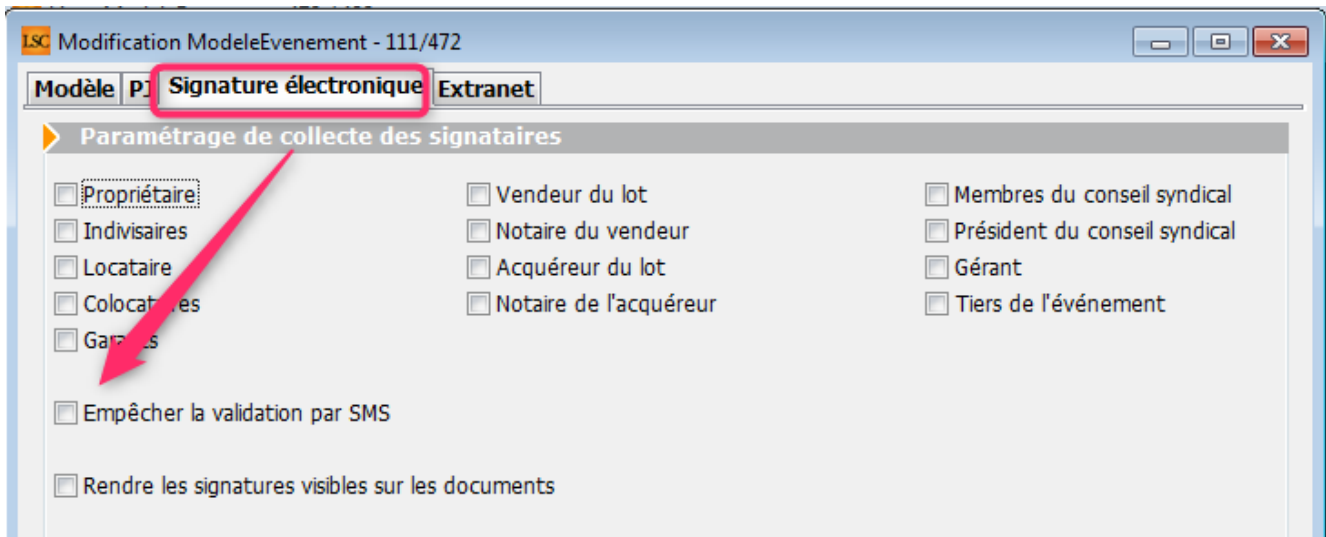 LSC Modification ModeleEvenement - 111/472
Modèle Signature électronique Extranet
Paramétrage de collecte des signataires
Propriétaire Vendeur du lot Membres du conseil syndical
Indivisaires Notaire du vendeur Président du conseil syndical
Locataire Acquéreur du lot Gérant
Colocataires Notaire de l'acquéreur Tiers de l'événement
Garants
Empêcher la validation par SMS
Rendre les signatures visibles sur les documents